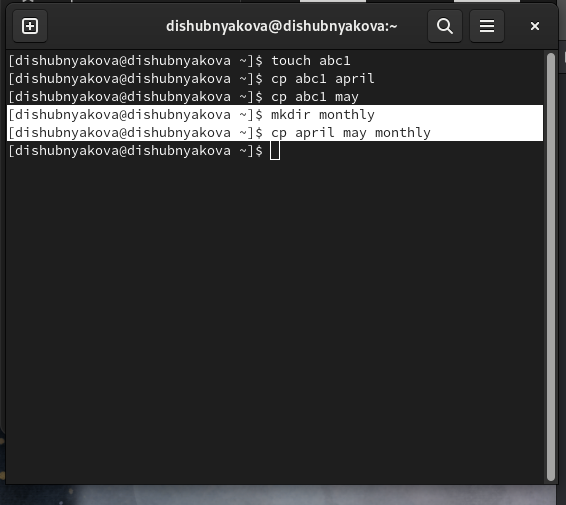 dishubnyakova@dishubnyakova:~
[dishubnyakova@dishubnyakova ~]$ touch abc1
[dishubnyakova@dishubnyakova ~]$ cp abc1 april
[dishubnyakova@dishubnyakova ~]$ cp abc1 may
[dishubnyakova@dishubnyakova ~]$ mkdir monthly
[dishubnyakova@dishubnyakova ~]$ cp april may monthly
[dishubnyakova@dishubnyakova ~]$